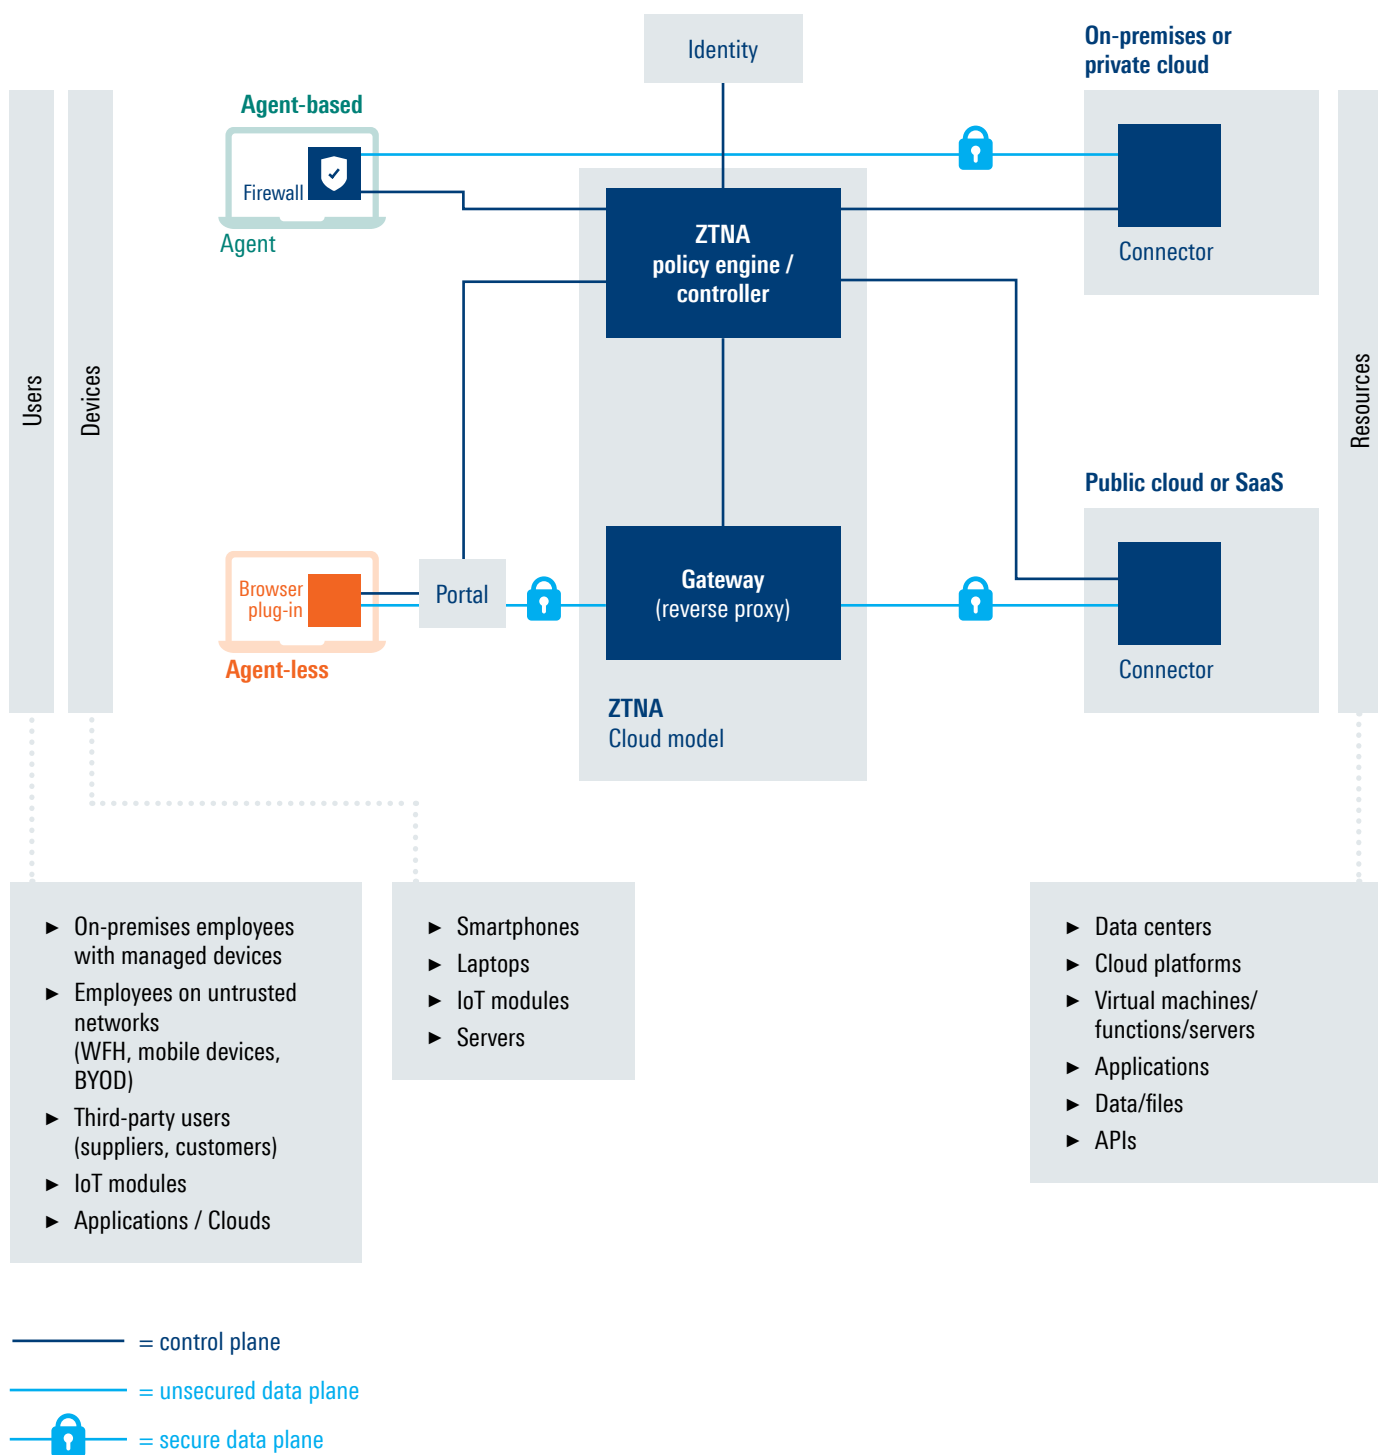 Identity
On-premises or
private cloud
Agent-based
Firewall
Agent
ZTNA
policy engine /
controller
Connector
Users
Devices
Resources
Public cloud or SaaS
Browser
plug-in
Portal
Gateway
(reverse proxy)
Agent-less
Connector
ZTNA
Cloud model
► On-premises employees
with managed devices
► Employees on untrusted
networks
(WFH, mobile devices,
BYOD)
► Third-party users
(suppliers, customers)
► IoT modules
► Applications / Clouds
► Smartphones
► Laptops
► IoT modules
► Servers
► Data centers
► Cloud platforms
► Virtual machines/
functions/servers
► Applications
► Data/files
► APIs
= control plane
= unsecured data plane
= secure data plane